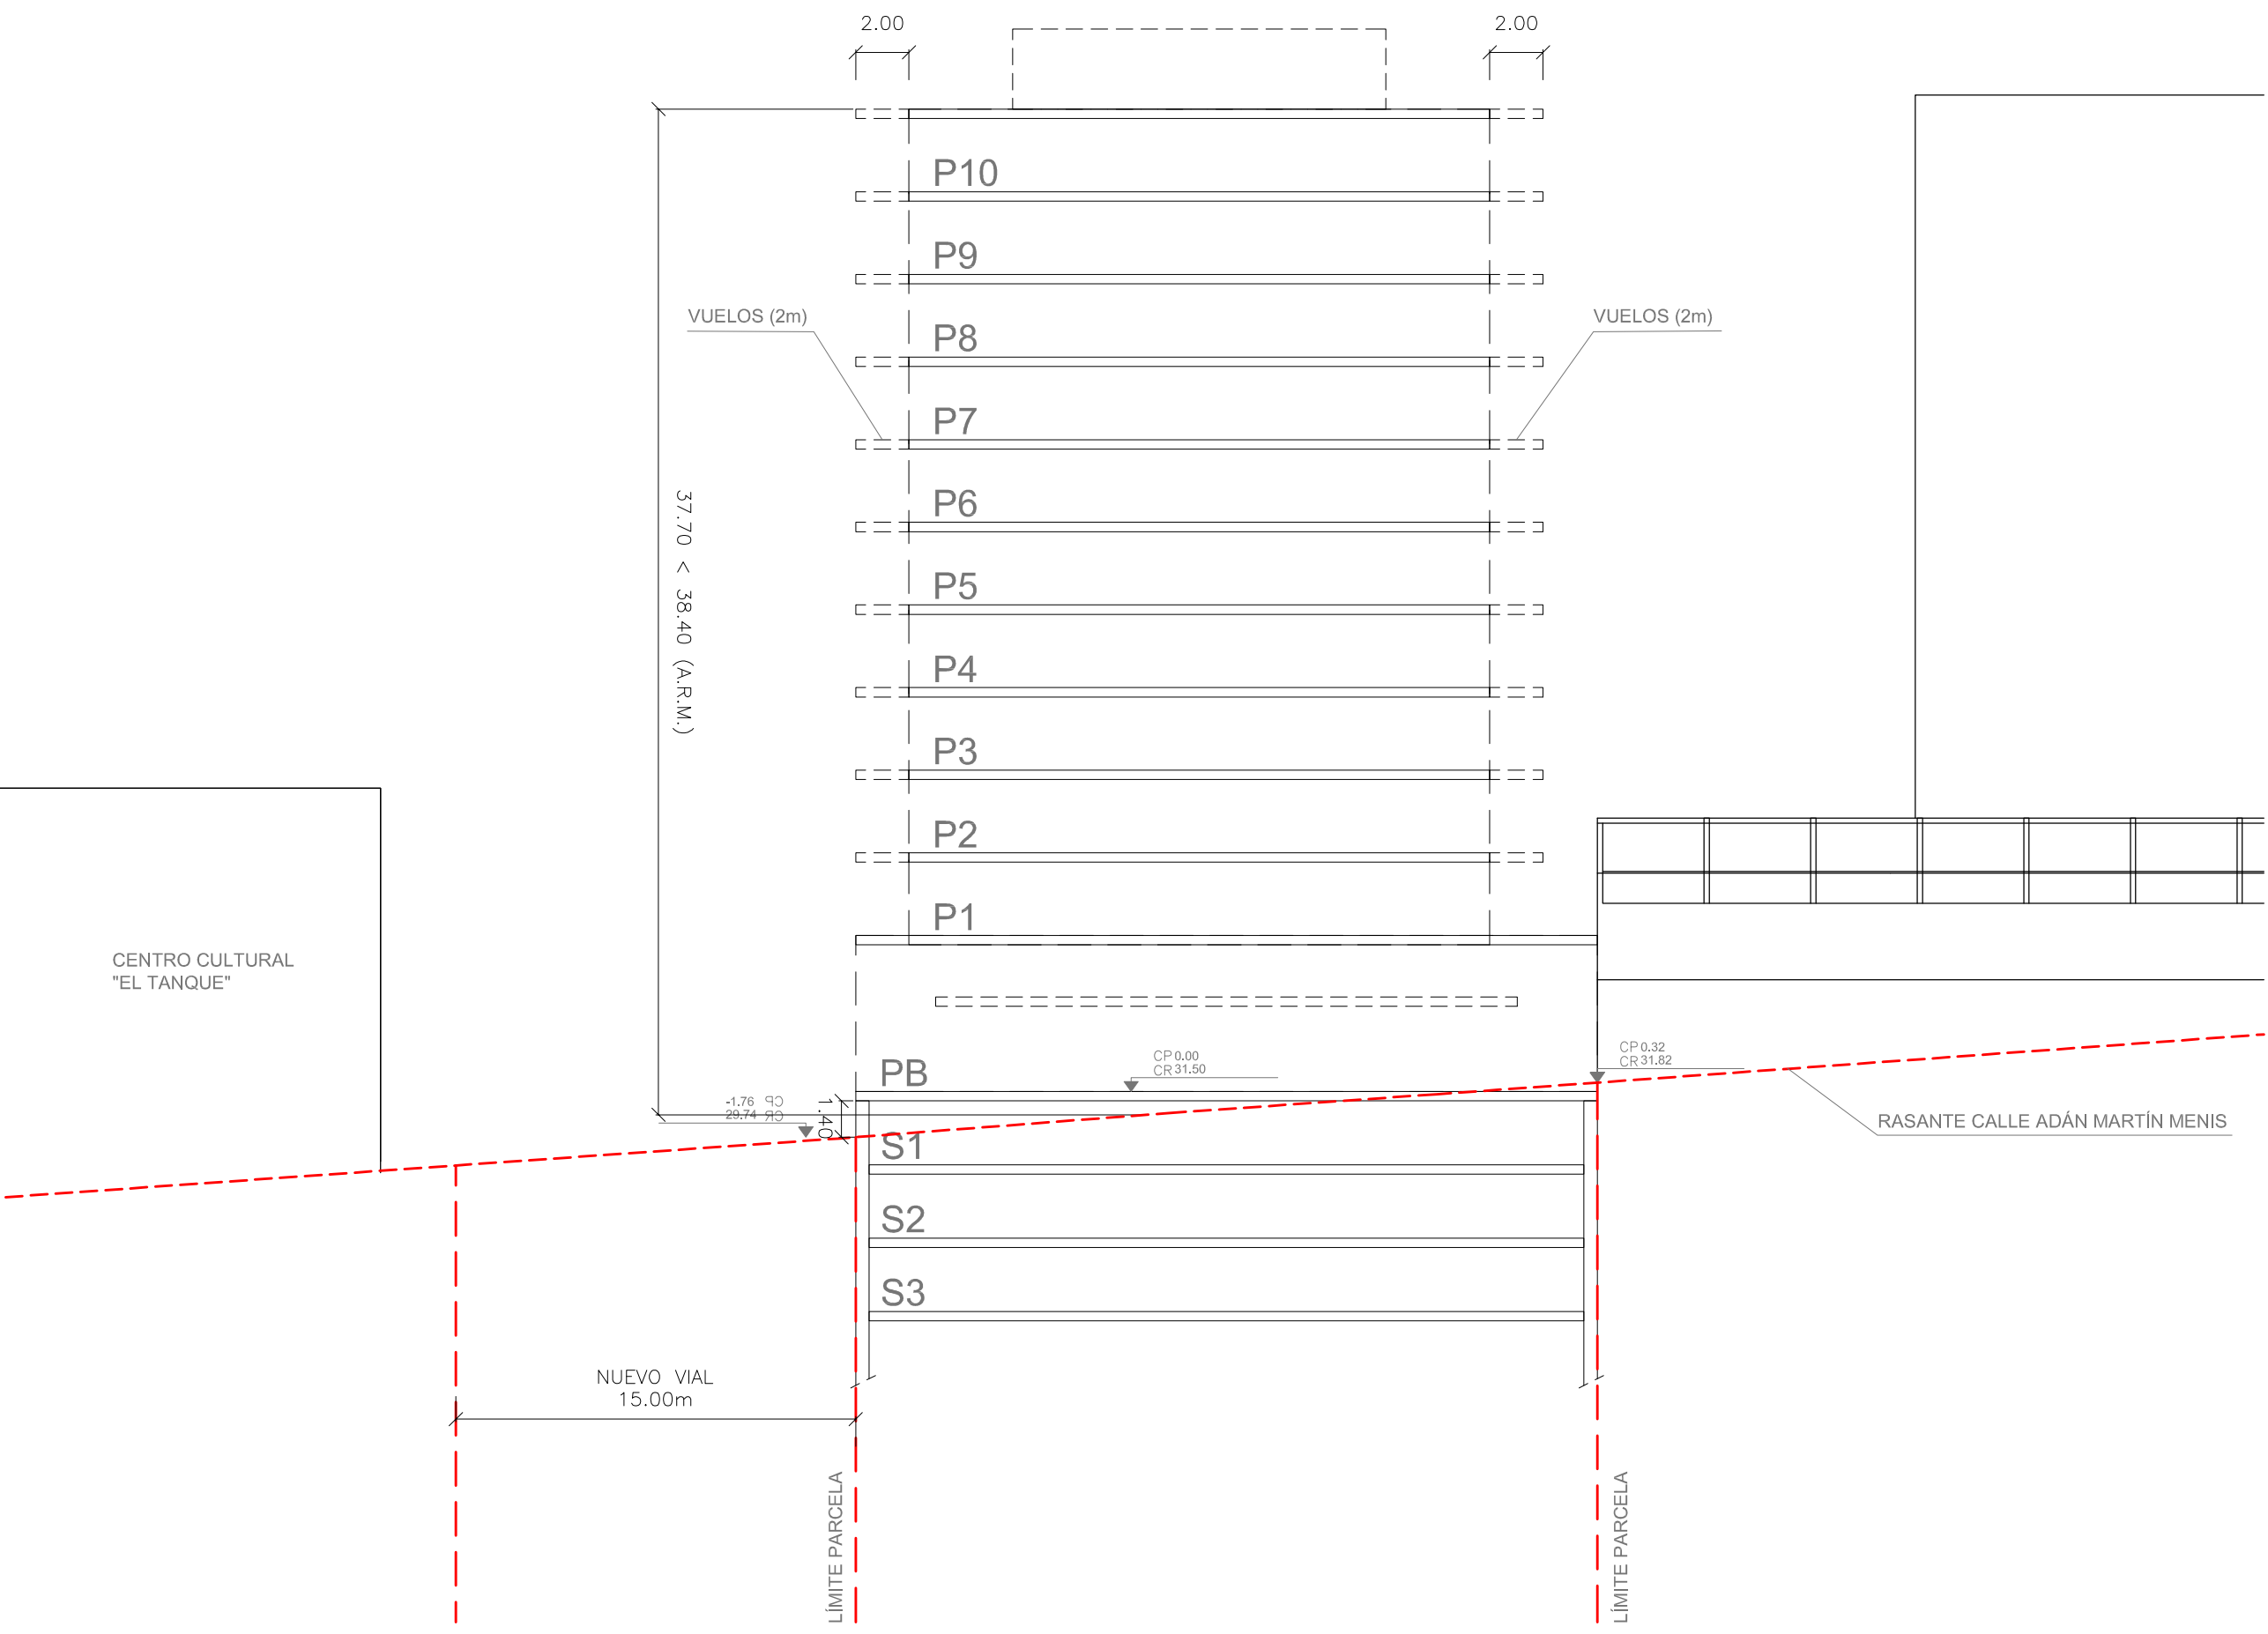 2.00
2.00
P10
P9
VUELOS (2m)
VUELOS (2m)
P8
P7
P6
37.70 < 38.40 (A.R.M.)
P5
P4
P3
P2
P1
CENTRO CULTURAL
"EL TANQUE"
CP 0.00
CR 31.50
CP 0.32
CR 31.82
PB
-1.76 CP
29.74 CR
1.40
RASANTE CALLE ADÁN MARTÍN MENIS
S1
S2
S3
NUEVO VIAL
15.00m
LÍMITE PARCELA
LÍMITE PARCELA